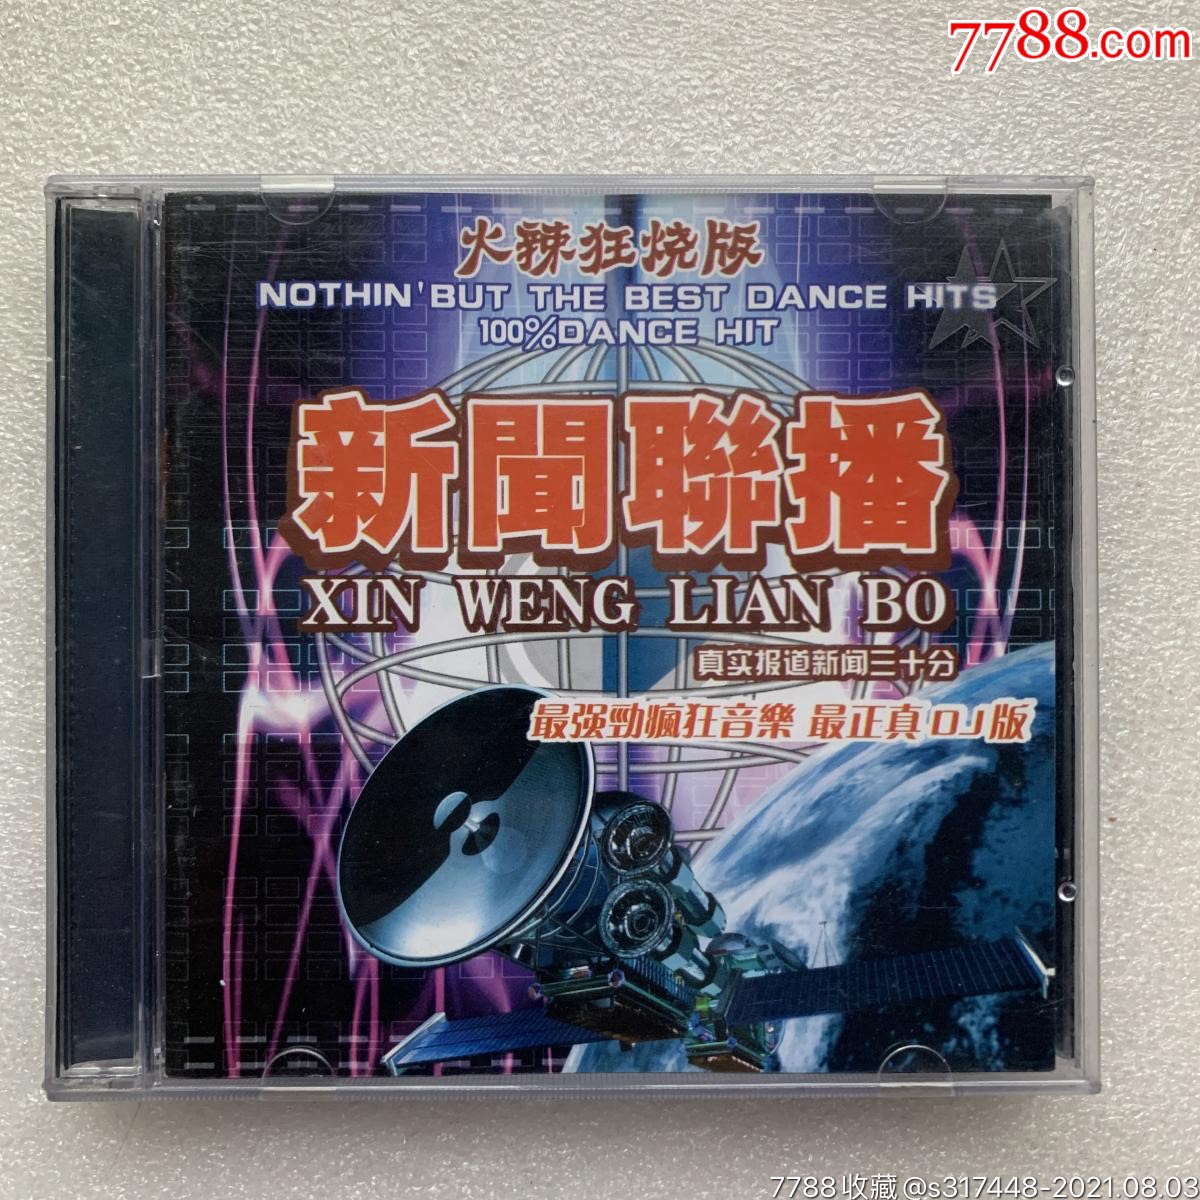 7788.com
火辣狂烧版
NOTHIN'BUT THE BEST DANCE HITS
100%DANCE HIT
新聞聯播
XIN WENG LIAN BO
真实报道新闻三十分
最强勁瘋狂音樂 最正真DJ版
7788收藏@s317448-2021.08.03